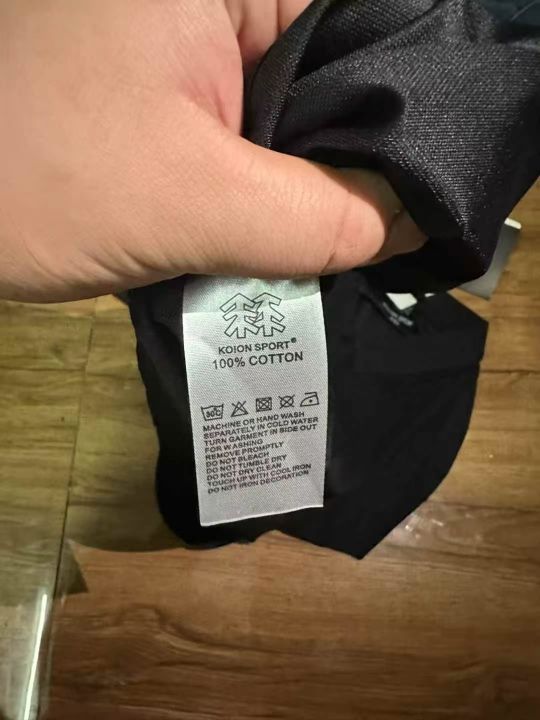 KOION SPORT®
100% COTTON
MACHINE OR HAND WASH
SEPARATELY IN COLD WATER
TURN GARMENT IN SIDE OUT
FOR WASHING
REMOVE PROMPTLY
DO NOT BLEACH
DO NOT TUMBLE DRY
DO NOT DRY CLEAN
TOUCH UP WITH COOL IRON
DO NOT IRON DECORATION